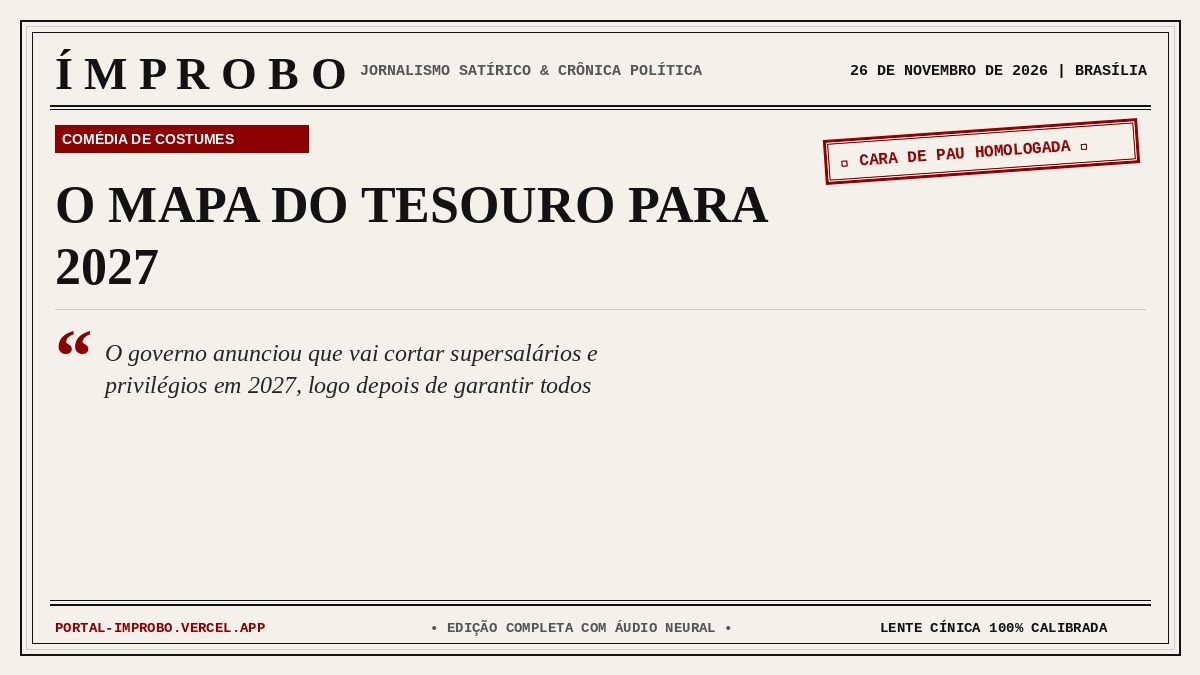 ÍMPROBO JORNALISMO SATÍRICO & CRÔNICA POLÍTICA 26 DE NOVEMBRO DE 2026 | BRASÍLIA
COMÉDIA DE COSTUMES
CARA DE PAU HOMOLOGADA
O MAPA DO TESOURO PARA
2027
“ O governo anunciou que vai cortar supersalários e
privilégios em 2027, logo depois de garantir todos
PORTAL-IMPROBO.VERCEL.APP • EDIÇÃO COMPLETA COM ÁUDIO NEURAL • LENTE CÍNICA 100% CALIBRADA